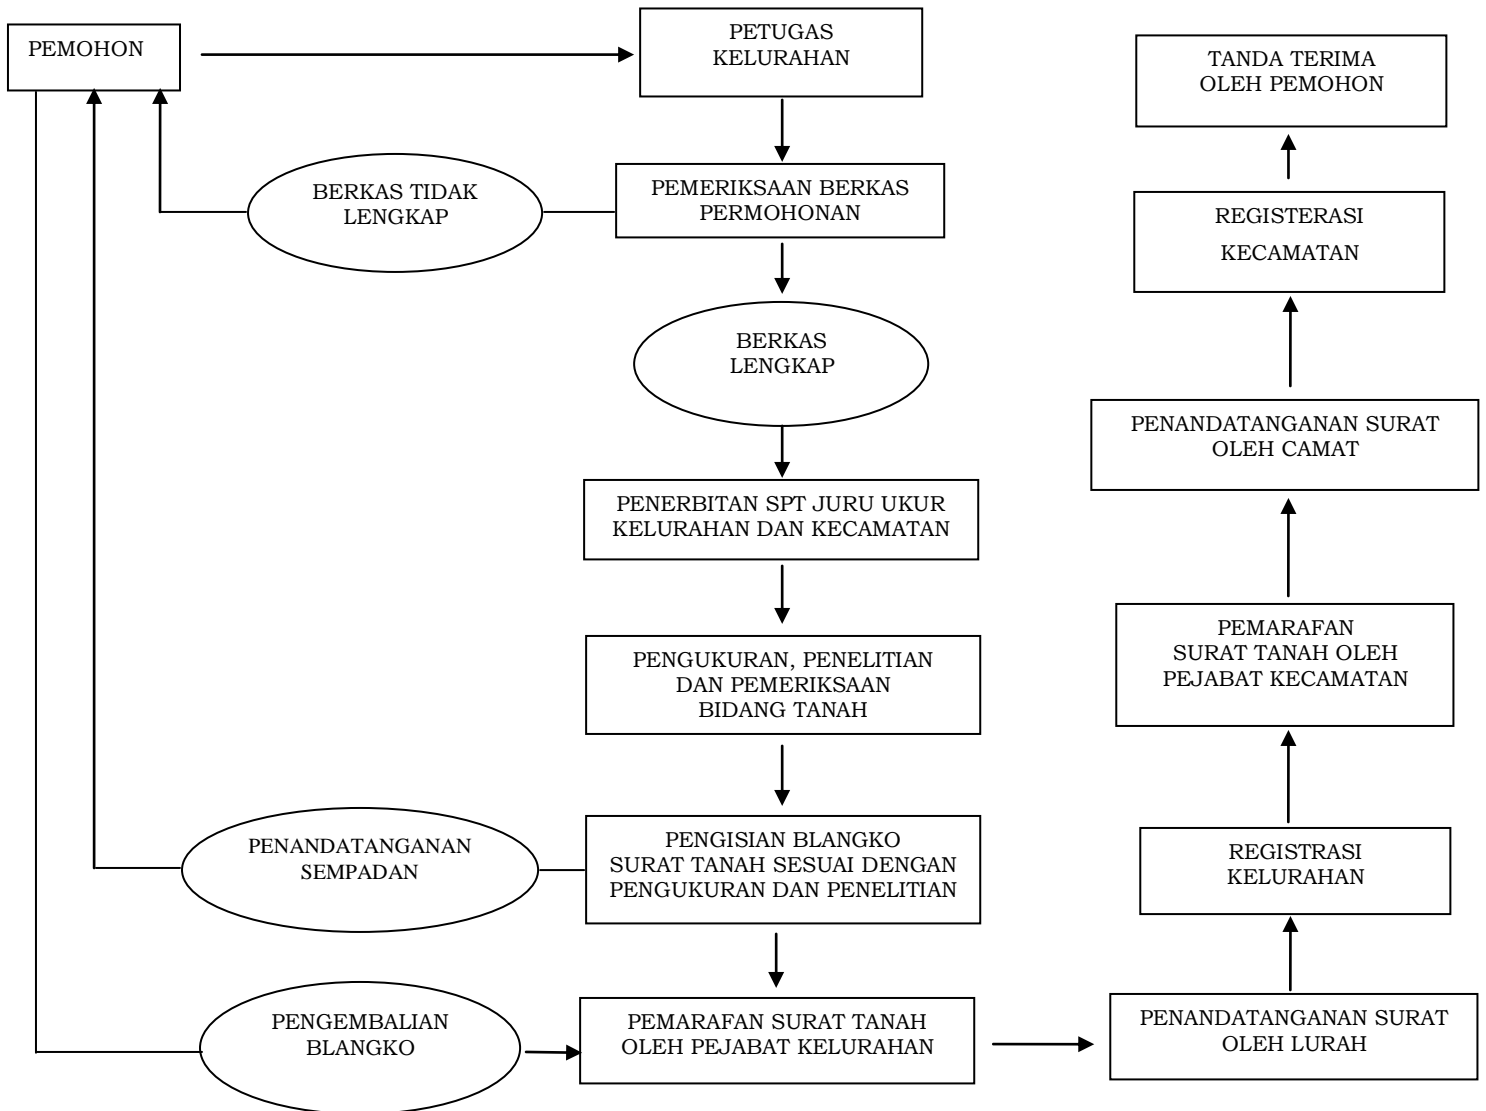 PEMOHON
PETUGAS
KELURAHAN
BERKAS TIDAK
LENGKAP
PEMERIKSAAN BERKAS
PERMOHONAN
BERKAS
LENGKAP
PENERBITAN SPT JURU UKUR
KELURAHAN DAN KECAMATAN
PENGUKURAN, PENELITIAN
DAN PEMERIKSAAN
BIDANG TANAH
PENANDATANGANAN
SEMPADAN
PENGISIAN BLANGKO
SURAT TANAH SESUAI DENGAN
PENGUKURAN DAN PENELITIAN
PENGEMBALIAN
BLANGKO
PEMARAFAN SURAT TANAH
OLEH PEJABAT KELURAHAN
TANDA TERIMA
OLEH PEMOHON
REGISTERASI
KECAMATAN
PENANDATANGANAN SURAT
OLEH CAMAT
PEMARAFAN
SURAT TANAH OLEH
PEJABAT KECAMATAN
REGISTRASI
KELURAHAN
PENANDATANGANAN SURAT
OLEH LURAH